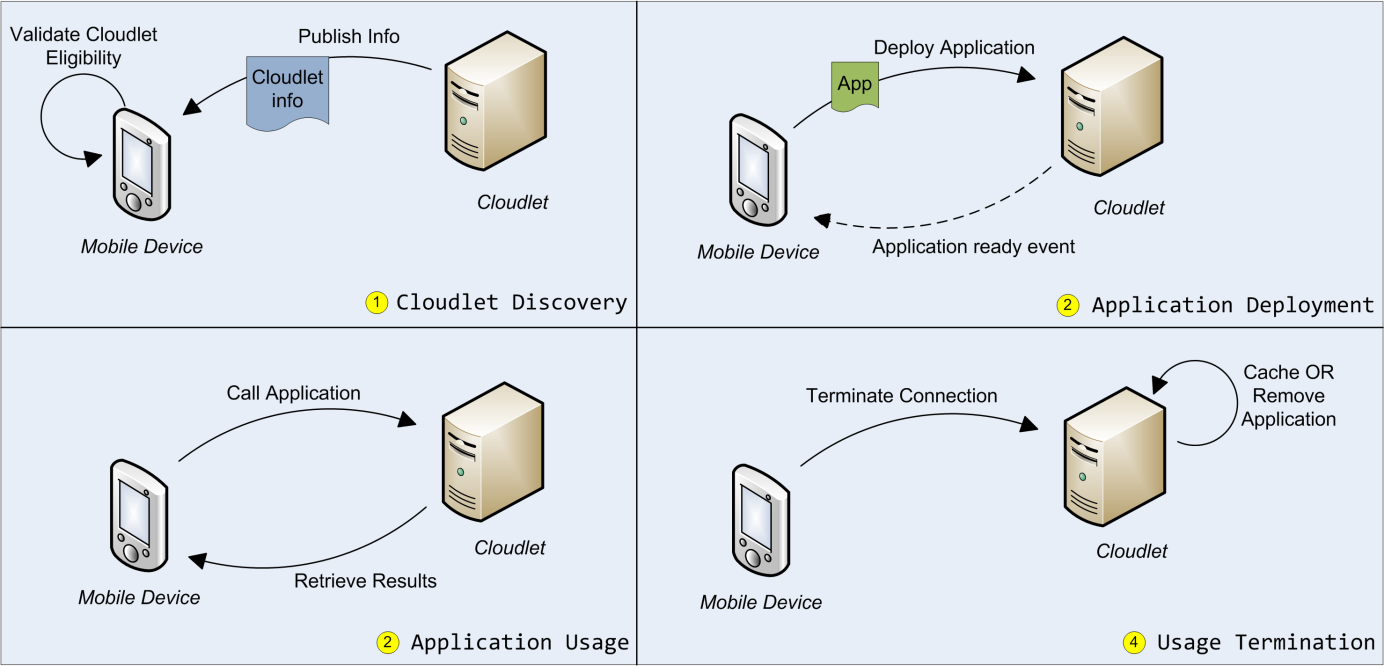 Validate Cloudlet
Eligibility
Publish Info
Cloudlet
info
Cloudlet
Mobile Device
1 Cloudlet Discovery
Deploy Application
App
Cloudlet
Mobile Device
Application ready event
2 Application Deployment
Call Application
Cloudlet
Retrieve Results
Mobile Device
2 Application Usage
Terminate Connection
Cache OR
Remove
Application
Cloudlet
Mobile Device
4 Usage Termination